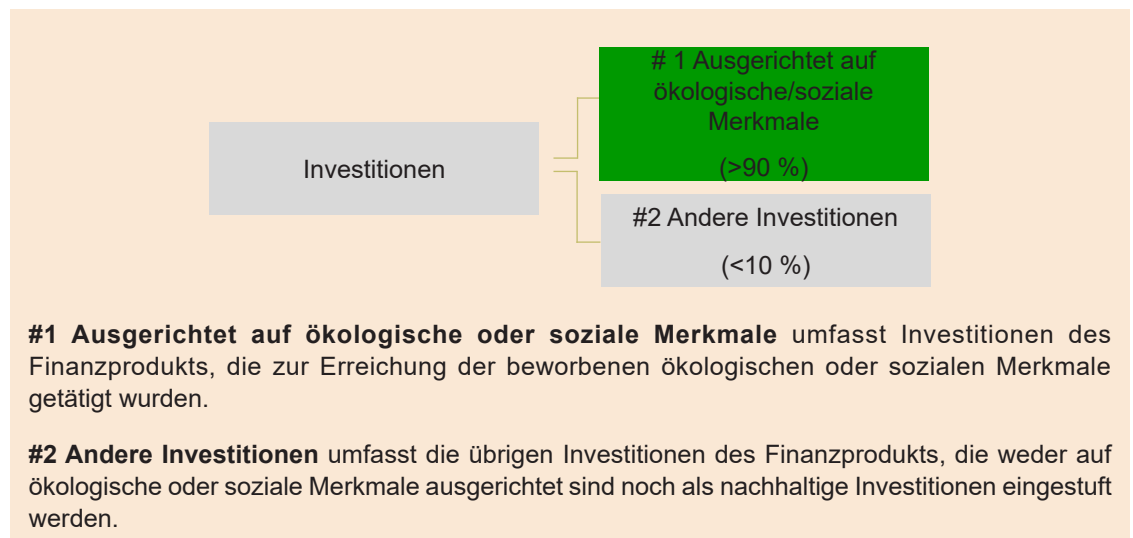 # 1 Ausgerichtet auf
ökologische/soziale
Merkmale
(>90 %)
Investitionen
#2 Andere Investitionen
(<10 %)
#1 Ausgerichtet auf ökologische oder soziale Merkmale umfasst Investitionen des
Finanzprodukts, die zur Erreichung der beworbenen ökologischen oder sozialen Merkmale
getätigt wurden.
#2 Andere Investitionen umfasst die übrigen Investitionen des Finanzprodukts, die weder auf
ökologische oder soziale Merkmale ausgerichtet sind noch als nachhaltige Investitionen eingestuft
werden.